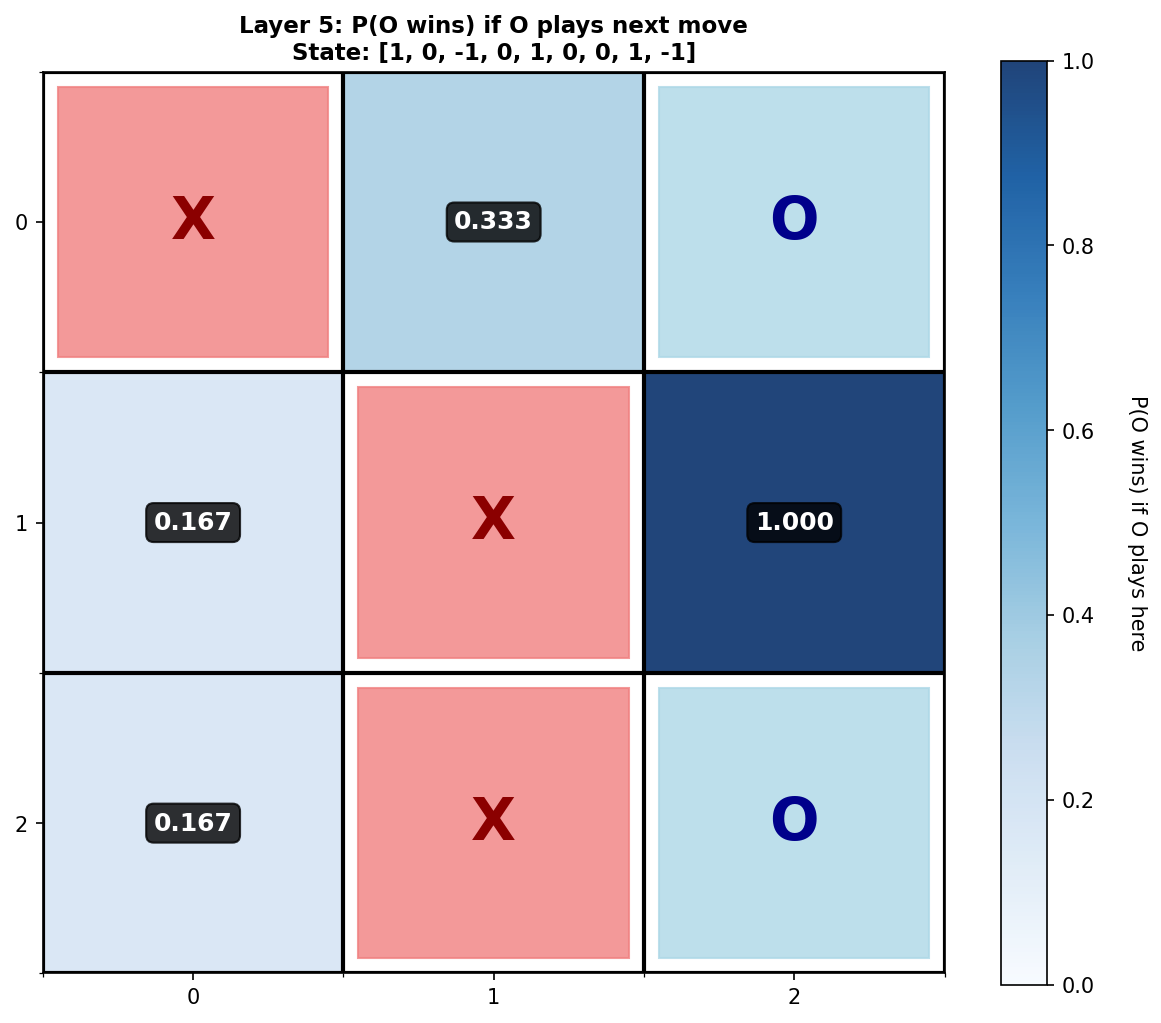 Layer 5: P(O wins) if O plays next move
State: [1, 0, -1, 0, 1, 0, 0, 1, -1]
0
X
0.333
O
1
0.167
X
1.000
2
0.167
X
O
0
1
2
1.0
0.8
0.6
0.4
0.2
0.0
P(O wins) if O plays here